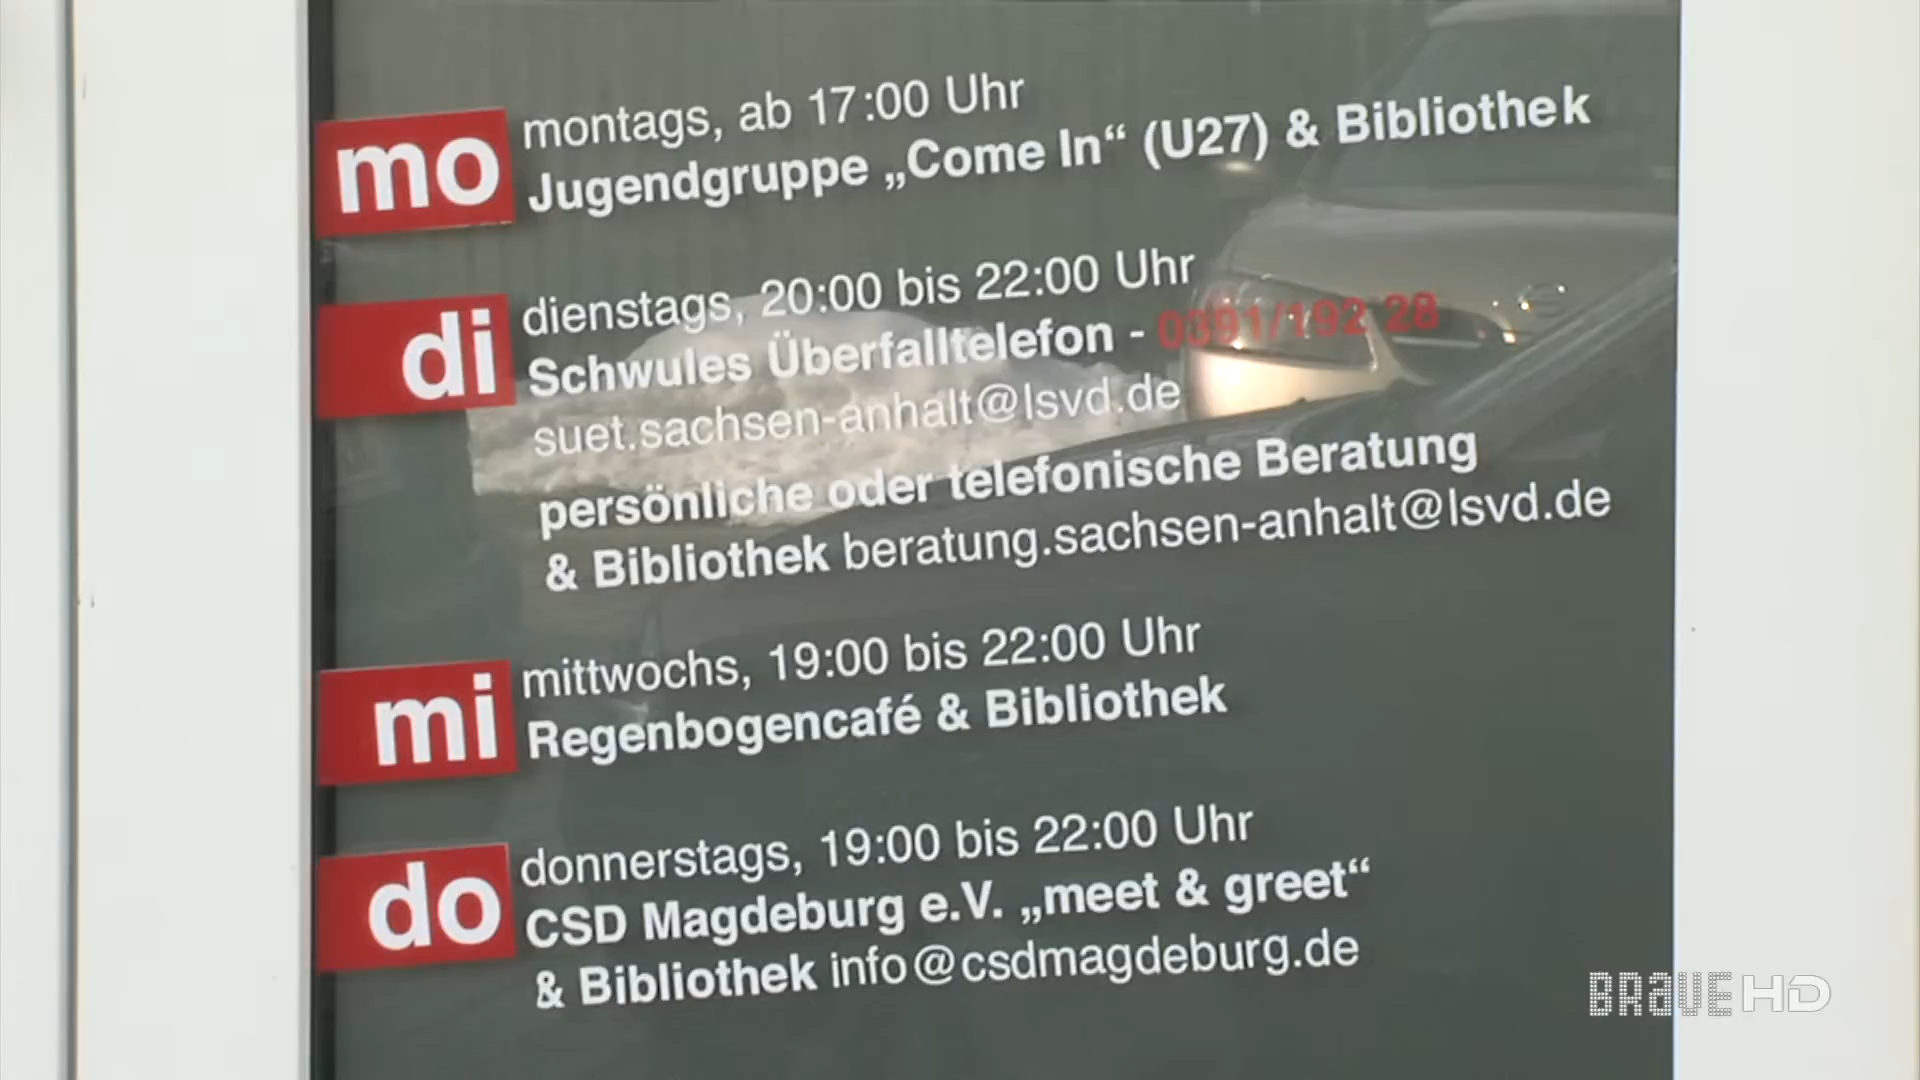 mo
montags, ab 17:00 Uhr
Jugendgruppe „Come In“ (U27) & Bibliothek
di
dienstags, 20:00 bis 22:00 Uhr
Schwules Überfalltelefon - 0391/192 28
suet.sachsen-anhalt@lsvd.de
persönliche oder telefonische Beratung
& Bibliothek beratung.sachsen-anhalt@lsvd.de
mi
mittwochs, 19:00 bis 22:00 Uhr
Regenbogencafé & Bibliothek
do
donnerstags, 19:00 bis 22:00 Uhr
CSD Magdeburg e.V. „meet & greet“
& Bibliothek info@csdmagdeburg.de
BRaVE HD